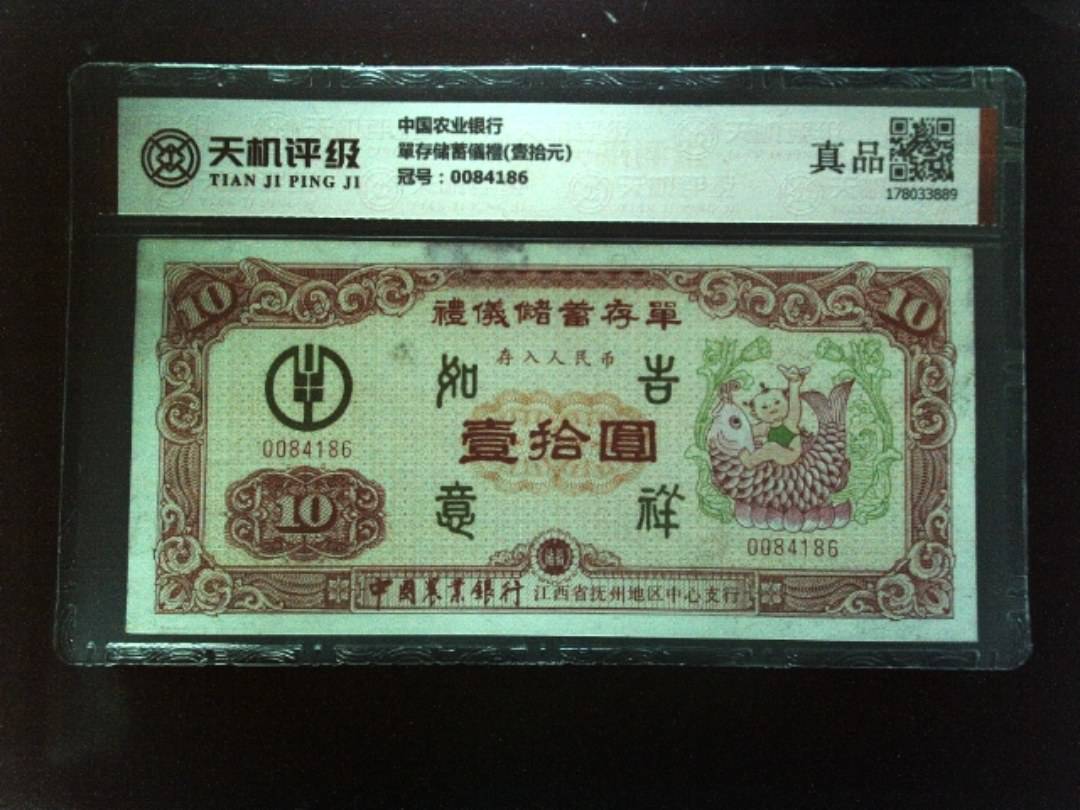 天机评级
TIAN JI PING JI
中国农业银行
單存储蓄儀禮(壹拾元)
冠号：0084186
真品
178033889
10
10
禮儀儲蓄存單
存入人民币
如
吉
0084186
壹拾圓
10
意
祥
0084186
中國農業銀行 江西省抚州地区中心支行